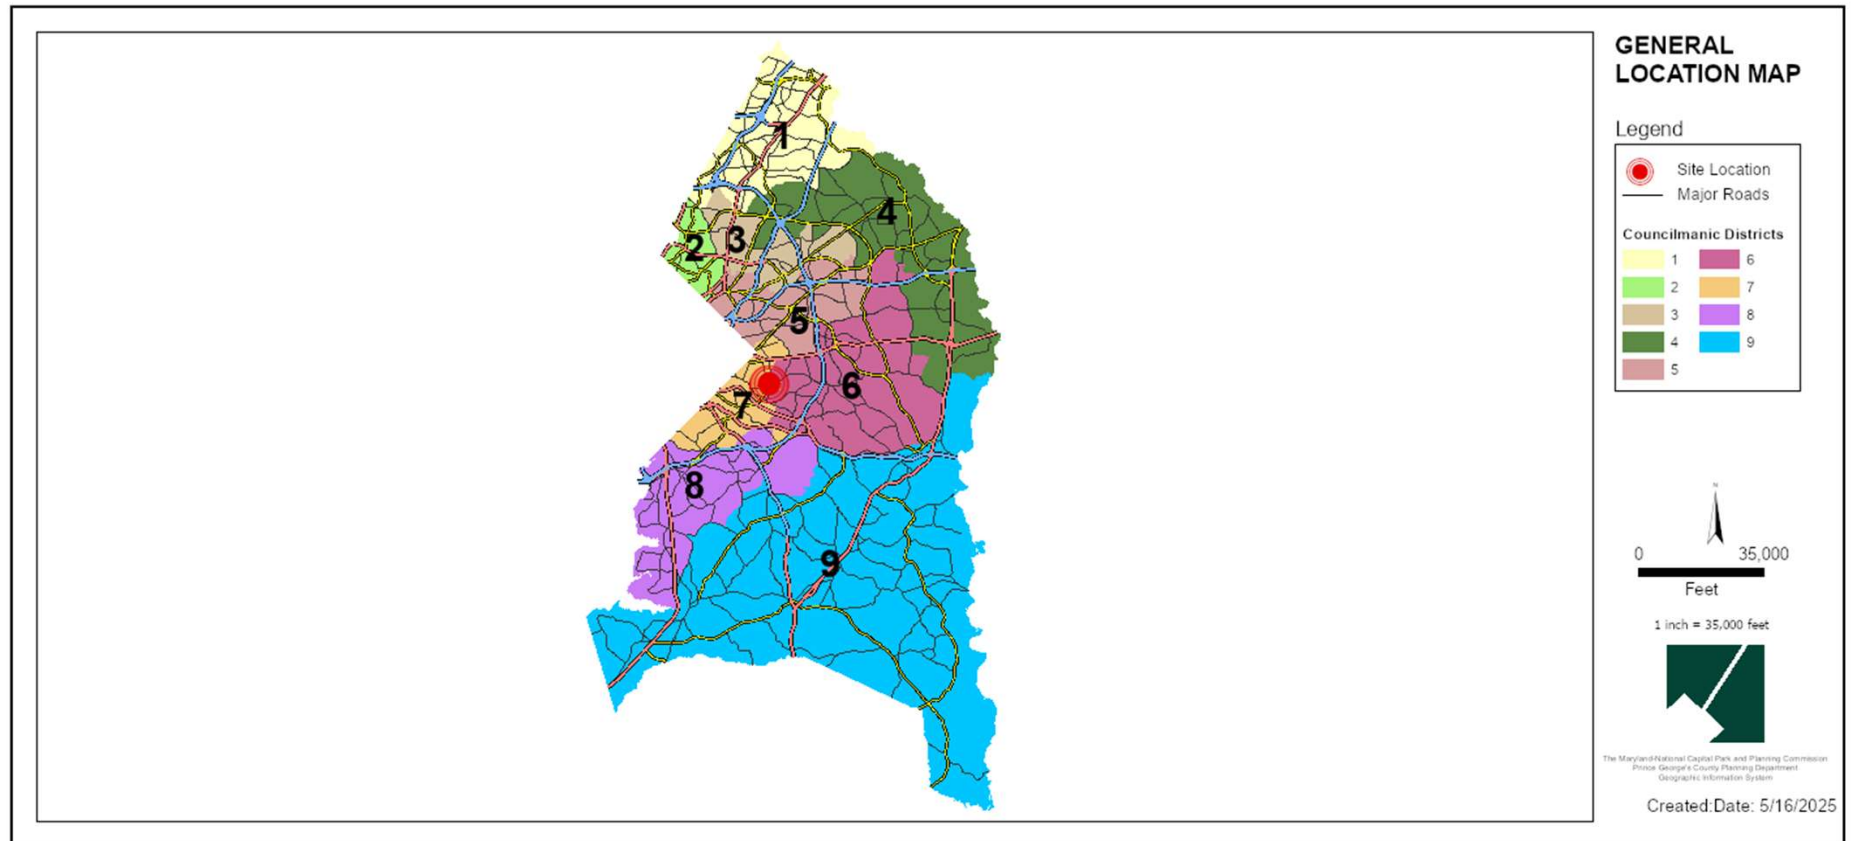 GENERAL
LOCATION MAP
Legend
Site Location
Major Roads
Councilmanic Districts
1
6
2
7
3
8
4
9
5
1
4
2
3
5
6
7
8
9
N
0
35,000
Feet
1 inch = 35,000 feet
The Maryland-National Capital Park and Planning Commission
Prince George's County Planning Department
Geographic Information System
Created:Date: 5/16/2025